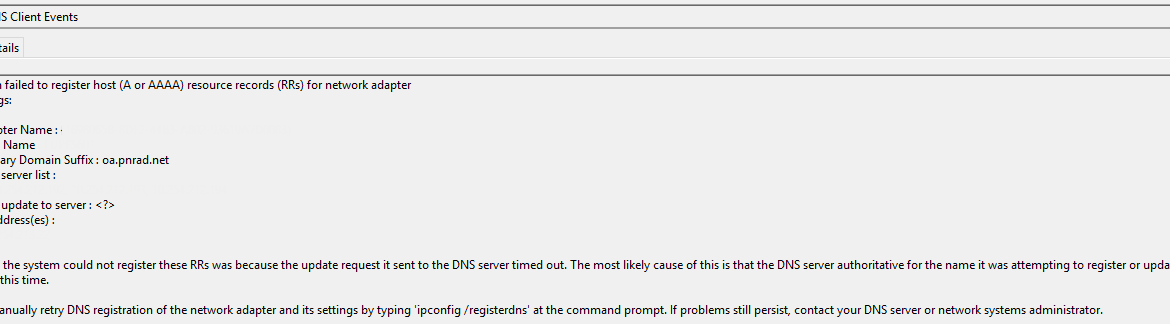 S Client Events
tails
failed to register host (A or AAAA) resource records (RRs) for network adapter
gs:
pter Name :
Name
ary Domain Suffix : oa.pnrad.net
server list :
update to server : <?>
ddress(es) :
the system could not register these RRs was because the update request it sent to the DNS server timed out. The most likely cause of this is that the DNS server authoritative for the name it was attempting to register or upda
this time.
anually retry DNS registration of the network adapter and its settings by typing 'ipconfig /registerdns' at the command prompt. If problems still persist, contact your DNS server or network systems administrator.